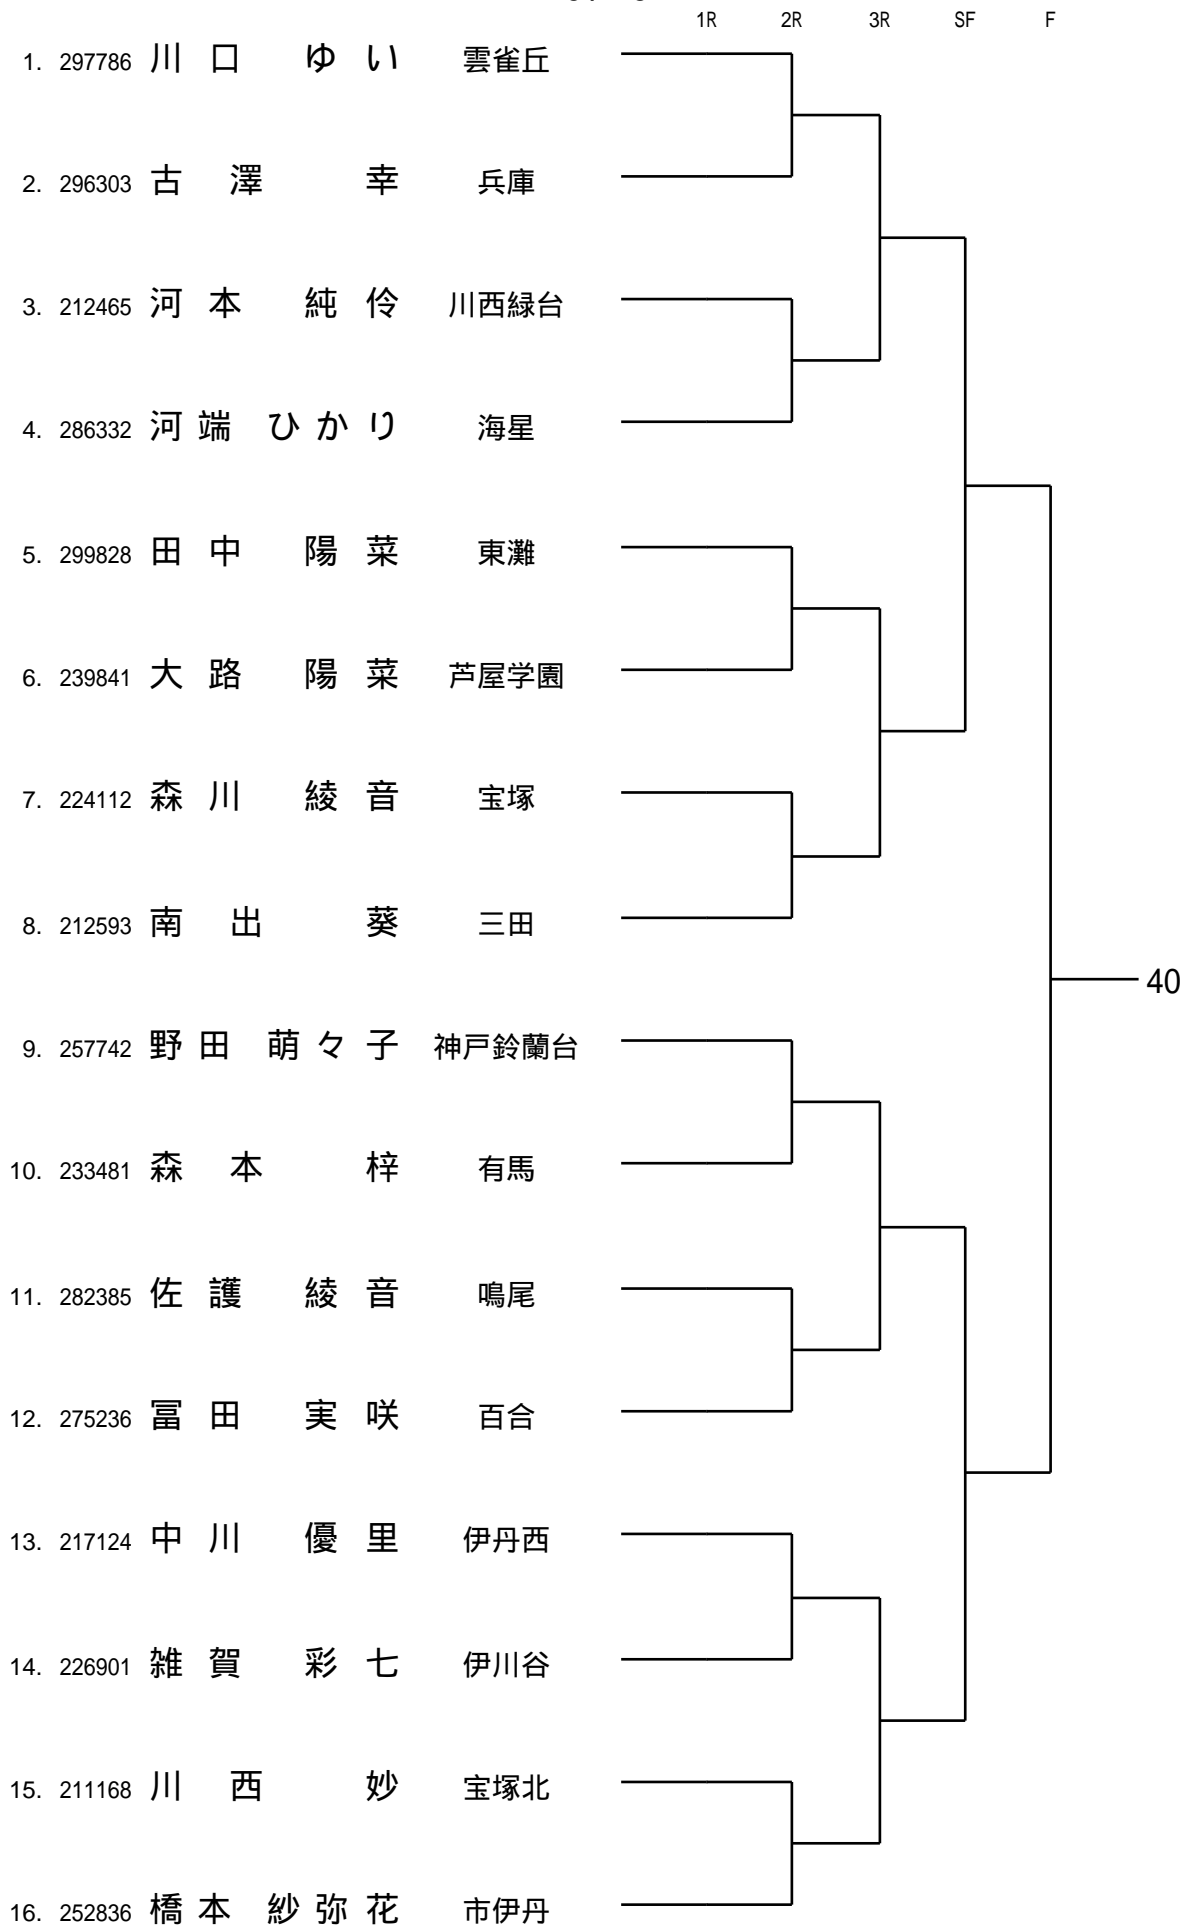 1R 2R 3R SF F
1. 297786 川口 ゆい 雲雀丘
2. 296303 古澤 幸 兵庫
3. 212465 河本 純伶 川西緑台
4. 286332 河端 ひかり 海星
5. 299828 田中 陽菜 東灘
6. 239841 大路 陽菜 芦屋学園
7. 224112 森川 綾音 宝塚
8. 212593 南出 葵 三田
40
9. 257742 野田 萌々子 神戸鈴蘭台
10. 233481 森本 梓 有馬
11. 282385 佐護 綾音 鳴尾
12. 275236 冨田 実咲 百合
13. 217124 中川 優里 伊丹西
14. 226901 雑賀 彩七 伊川谷
15. 211168 川西 妙 宝塚北
16. 252836 橋本 紗弥花 市伊丹